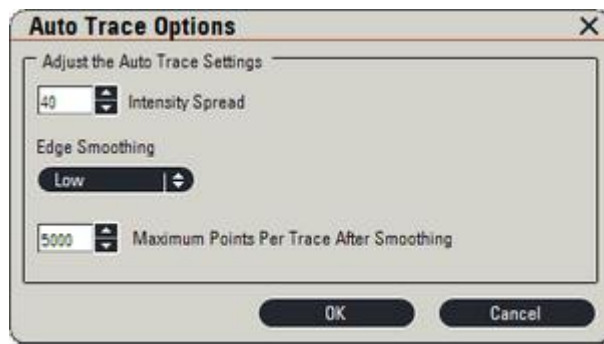 Auto Trace Options
Adjust the Auto Trace Settings
40 Intensity Spread
Edge Smoothing
Low
5000 Maximum Points Per Trace After Smoothing
OK Cancel